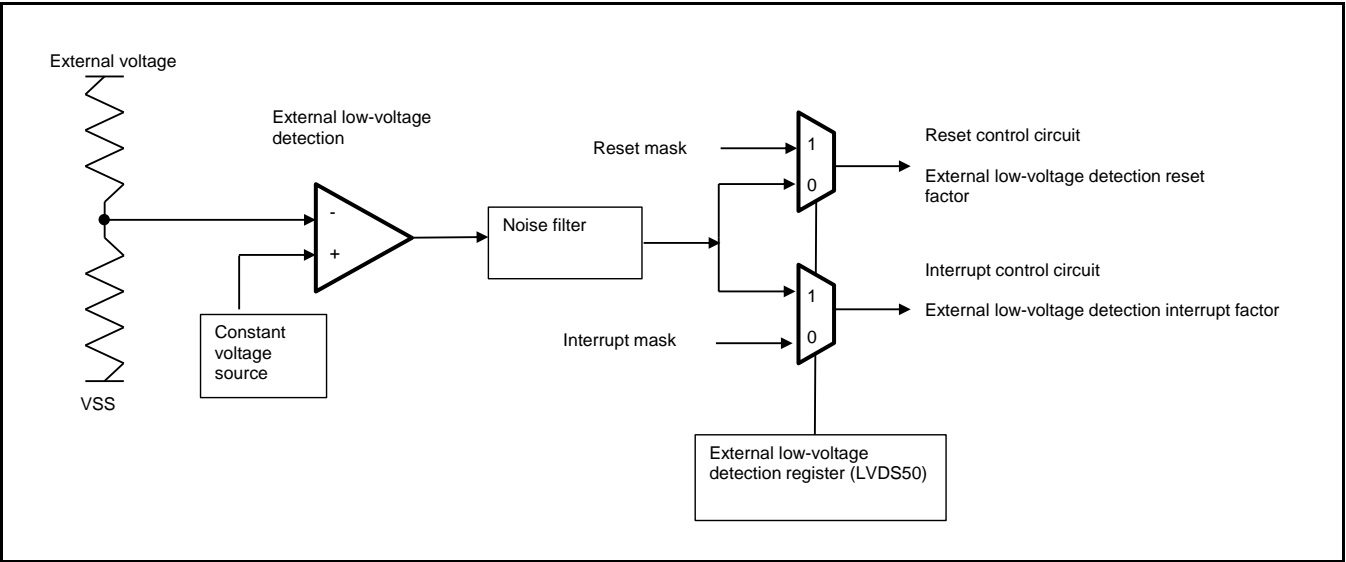 External voltage
External low-voltage
detection
Reset mask
1
0
Reset control circuit
External low-voltage detection reset
factor
-
+
Noise filter
Constant
voltage
source
Interrupt mask
1
0
Interrupt control circuit
External low-voltage detection interrupt factor
VSS
External low-voltage
detection register (LVDS50)